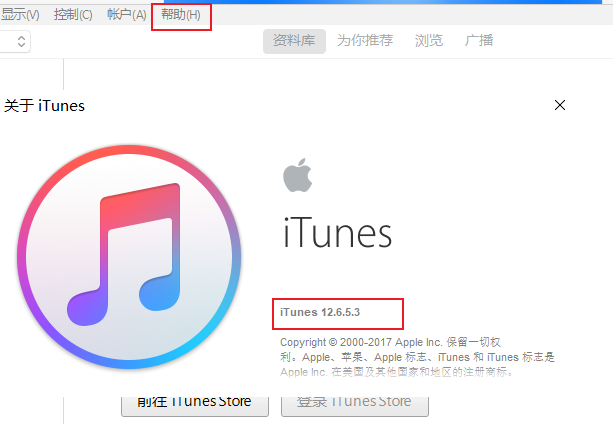 显示(V) 控制(C) 帐户(A) 帮助(H)
资料库 为你推荐 浏览 广播
关于 iTunes
iTunes
iTunes 12.6.5.3
Copyright © 2000-2017 Apple Inc. 保留一切权
利。Apple、苹果、Apple 标志、iTunes 和 iTunes 标志是
Apple Inc. 在美国及其他国家和地区的注册商标。
前往 iTunes Store 登录 iTunes Store